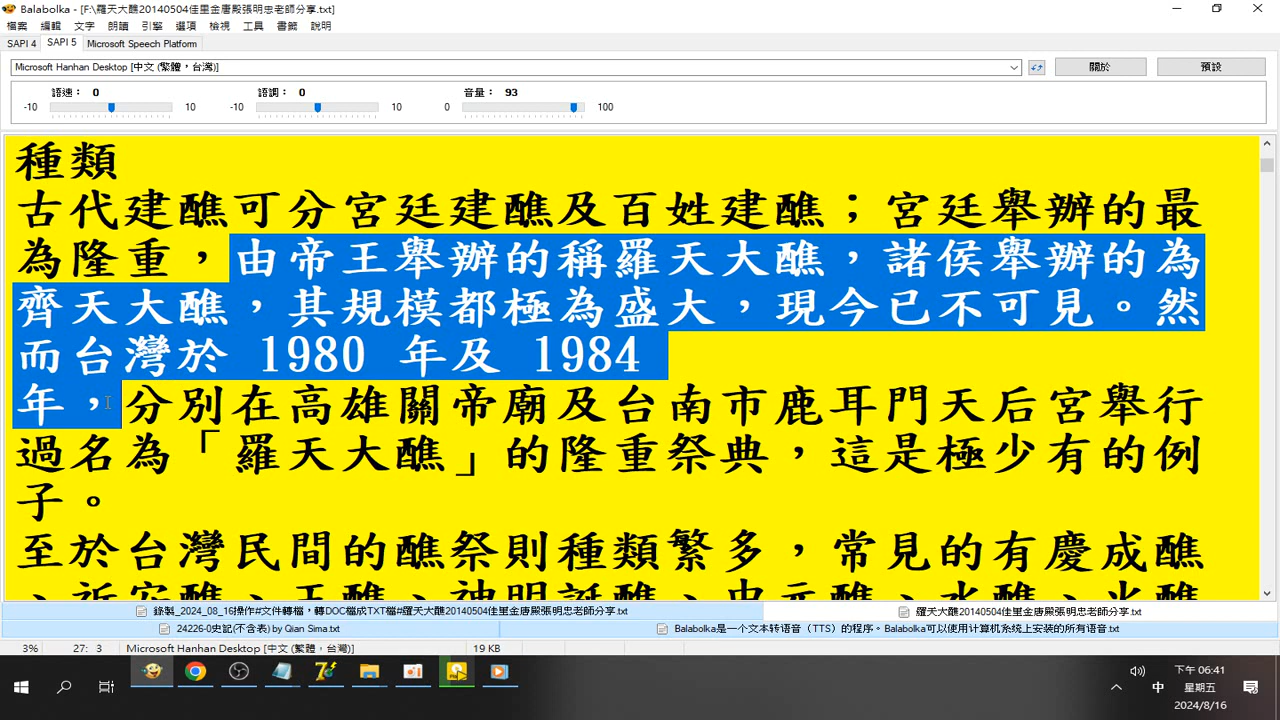 Balabolka - [F:\羅天大醮20140504佳里金唐殿張明忠老師分享.txt]
檔案 編輯 文字 朗讀 引擎 選項 檢視 工具 書籤 說明
SAPI 4 SAPI 5 Microsoft Speech Platform
Microsoft Hanhan Desktop [中文 (繁體，台灣)]
關於 預設
語速： 0 語調： 0 音量： 93
-10 10 -10 10 0 100
種類
古代建醮可分宮廷建醮及百姓建醮；宮廷舉辦的最
為隆重，由帝王舉辦的稱羅天大醮，諸侯舉辦的為
齊天大醮，其規模都極為盛大，現今已不可見。然
而台灣於 1980 年及 1984
年，分別在高雄關帝廟及台南市鹿耳門天后宮舉行
過名為「羅天大醮」的隆重祭典，這是極少有的例
子。
至於台灣民間的醮祭則種類繁多，常見的有慶成醮
、祈安醮、王醮、神明誕醮、中元醮、水醮、火醮
錄製_2024_08_16操作#文件轉檔，轉DOC檔成TXT檔#羅天大醮20140504佳里金唐殿張明忠老師分享.txt
羅天大醮20140504佳里金唐殿張明忠老師分享.txt
24226-0史記(不含表) by Qian Sima.txt
Balabolka是一个文本转语音（TTS）的程序。Balabolka可以使用计算机系统上安装的所有语音.txt
3% 27: 3 Microsoft Hanhan Desktop [中文 (繁體，台灣)] 19 KB
下午 06:41
中 星期五
2024/8/16